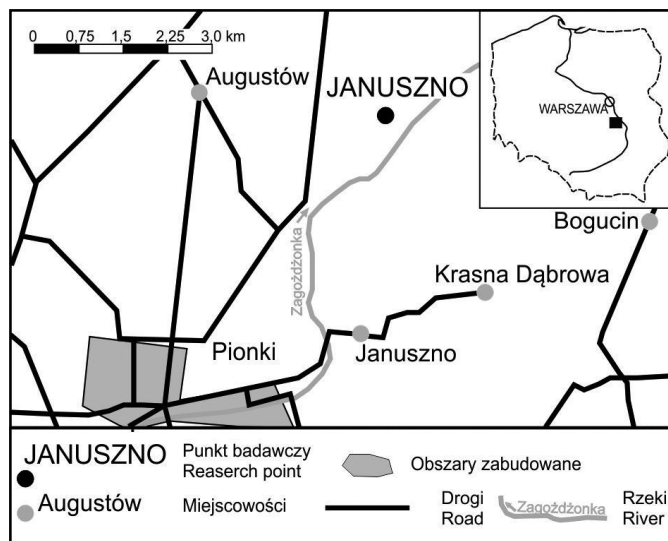 0 0,75 1,5 2,25 3,0 km
Augustów
JANUSZNO
WARSZAWA
Bogucin
Zagożdżonka
Krasna Dąbrowa
Pionki
Januszno
JANUSZNO
Punkt badawczy
Reaserch point
Obszary zabudowane
Augustów
Miejscowości
Drogi
Road
Zagożdżonka
Rzeki
River